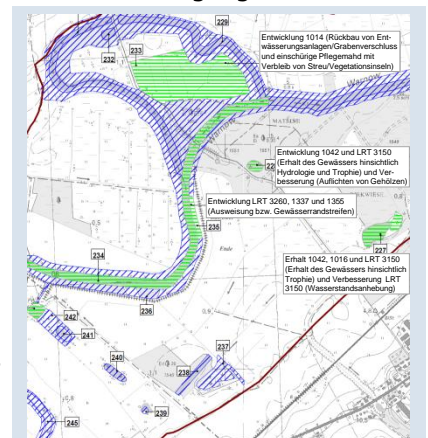 229
232
233
Entwicklung 1014 (Rückbau von Ent-
wässerungsanlagen/Grabenverschluss
und einschürige Pflegemahd mit
Verbleib von Streu/Vegetationsinseln)
Warnow
Warnow
Entwicklung 1042 und LRT 3150
(Erhalt des Gewässers hinsichtlich
Hydrologie und Trophie) und Ver-
besserung (Auflichten von Gehölzen)
Entwicklung LRT 3260, 1337 und 1355
(Ausweisung bzw. Gewässerrandstreifen)
235
227
Erhalt 1042, 1016 und LRT 3150
(Erhalt des Gewässers hinsichtlich
Trophie) und Verbesserung LRT
3150 (Wasserstandsanhebung)
234
236
242
241
240
237
238
239
245